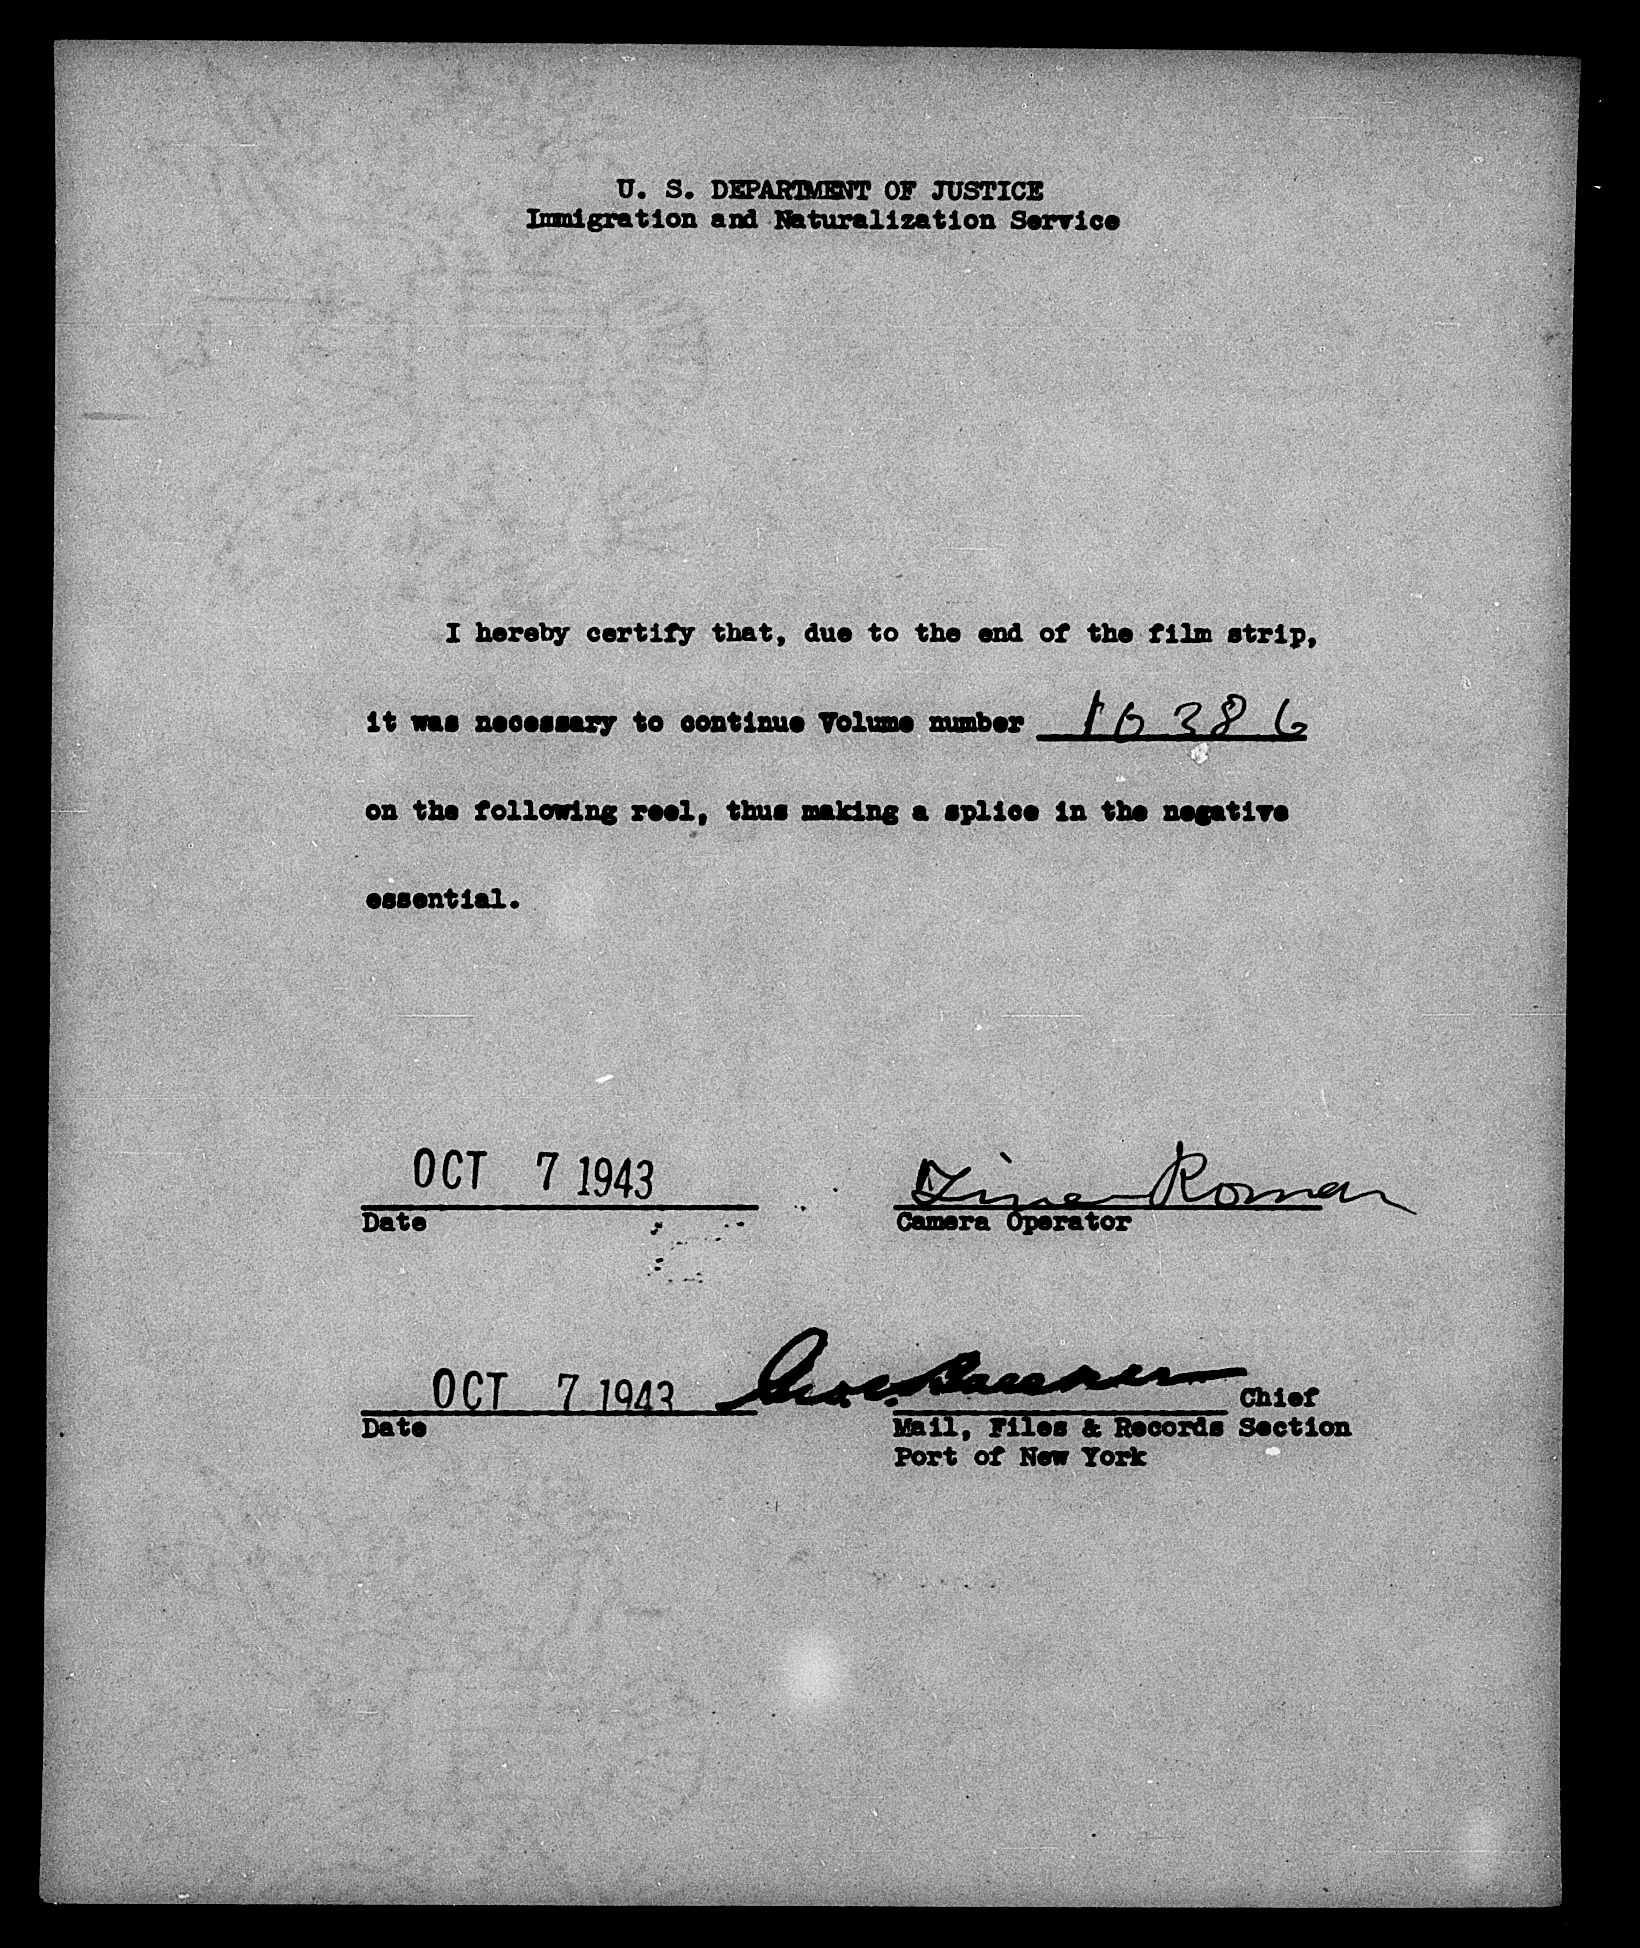 U. S. DEPARTMENT OF JUSTICE
Immigration and Naturalization Service
I hereby certify that, due to the end of the film strip,
it was necessary to continue Volume number 10386
on the following reel, thus making a splice in the negative
essential.
OCT 7 1943 Roman
Date Camera Operator
OCT 7 1943 Chief
Date Mail, Files & Records Section
Port of New York